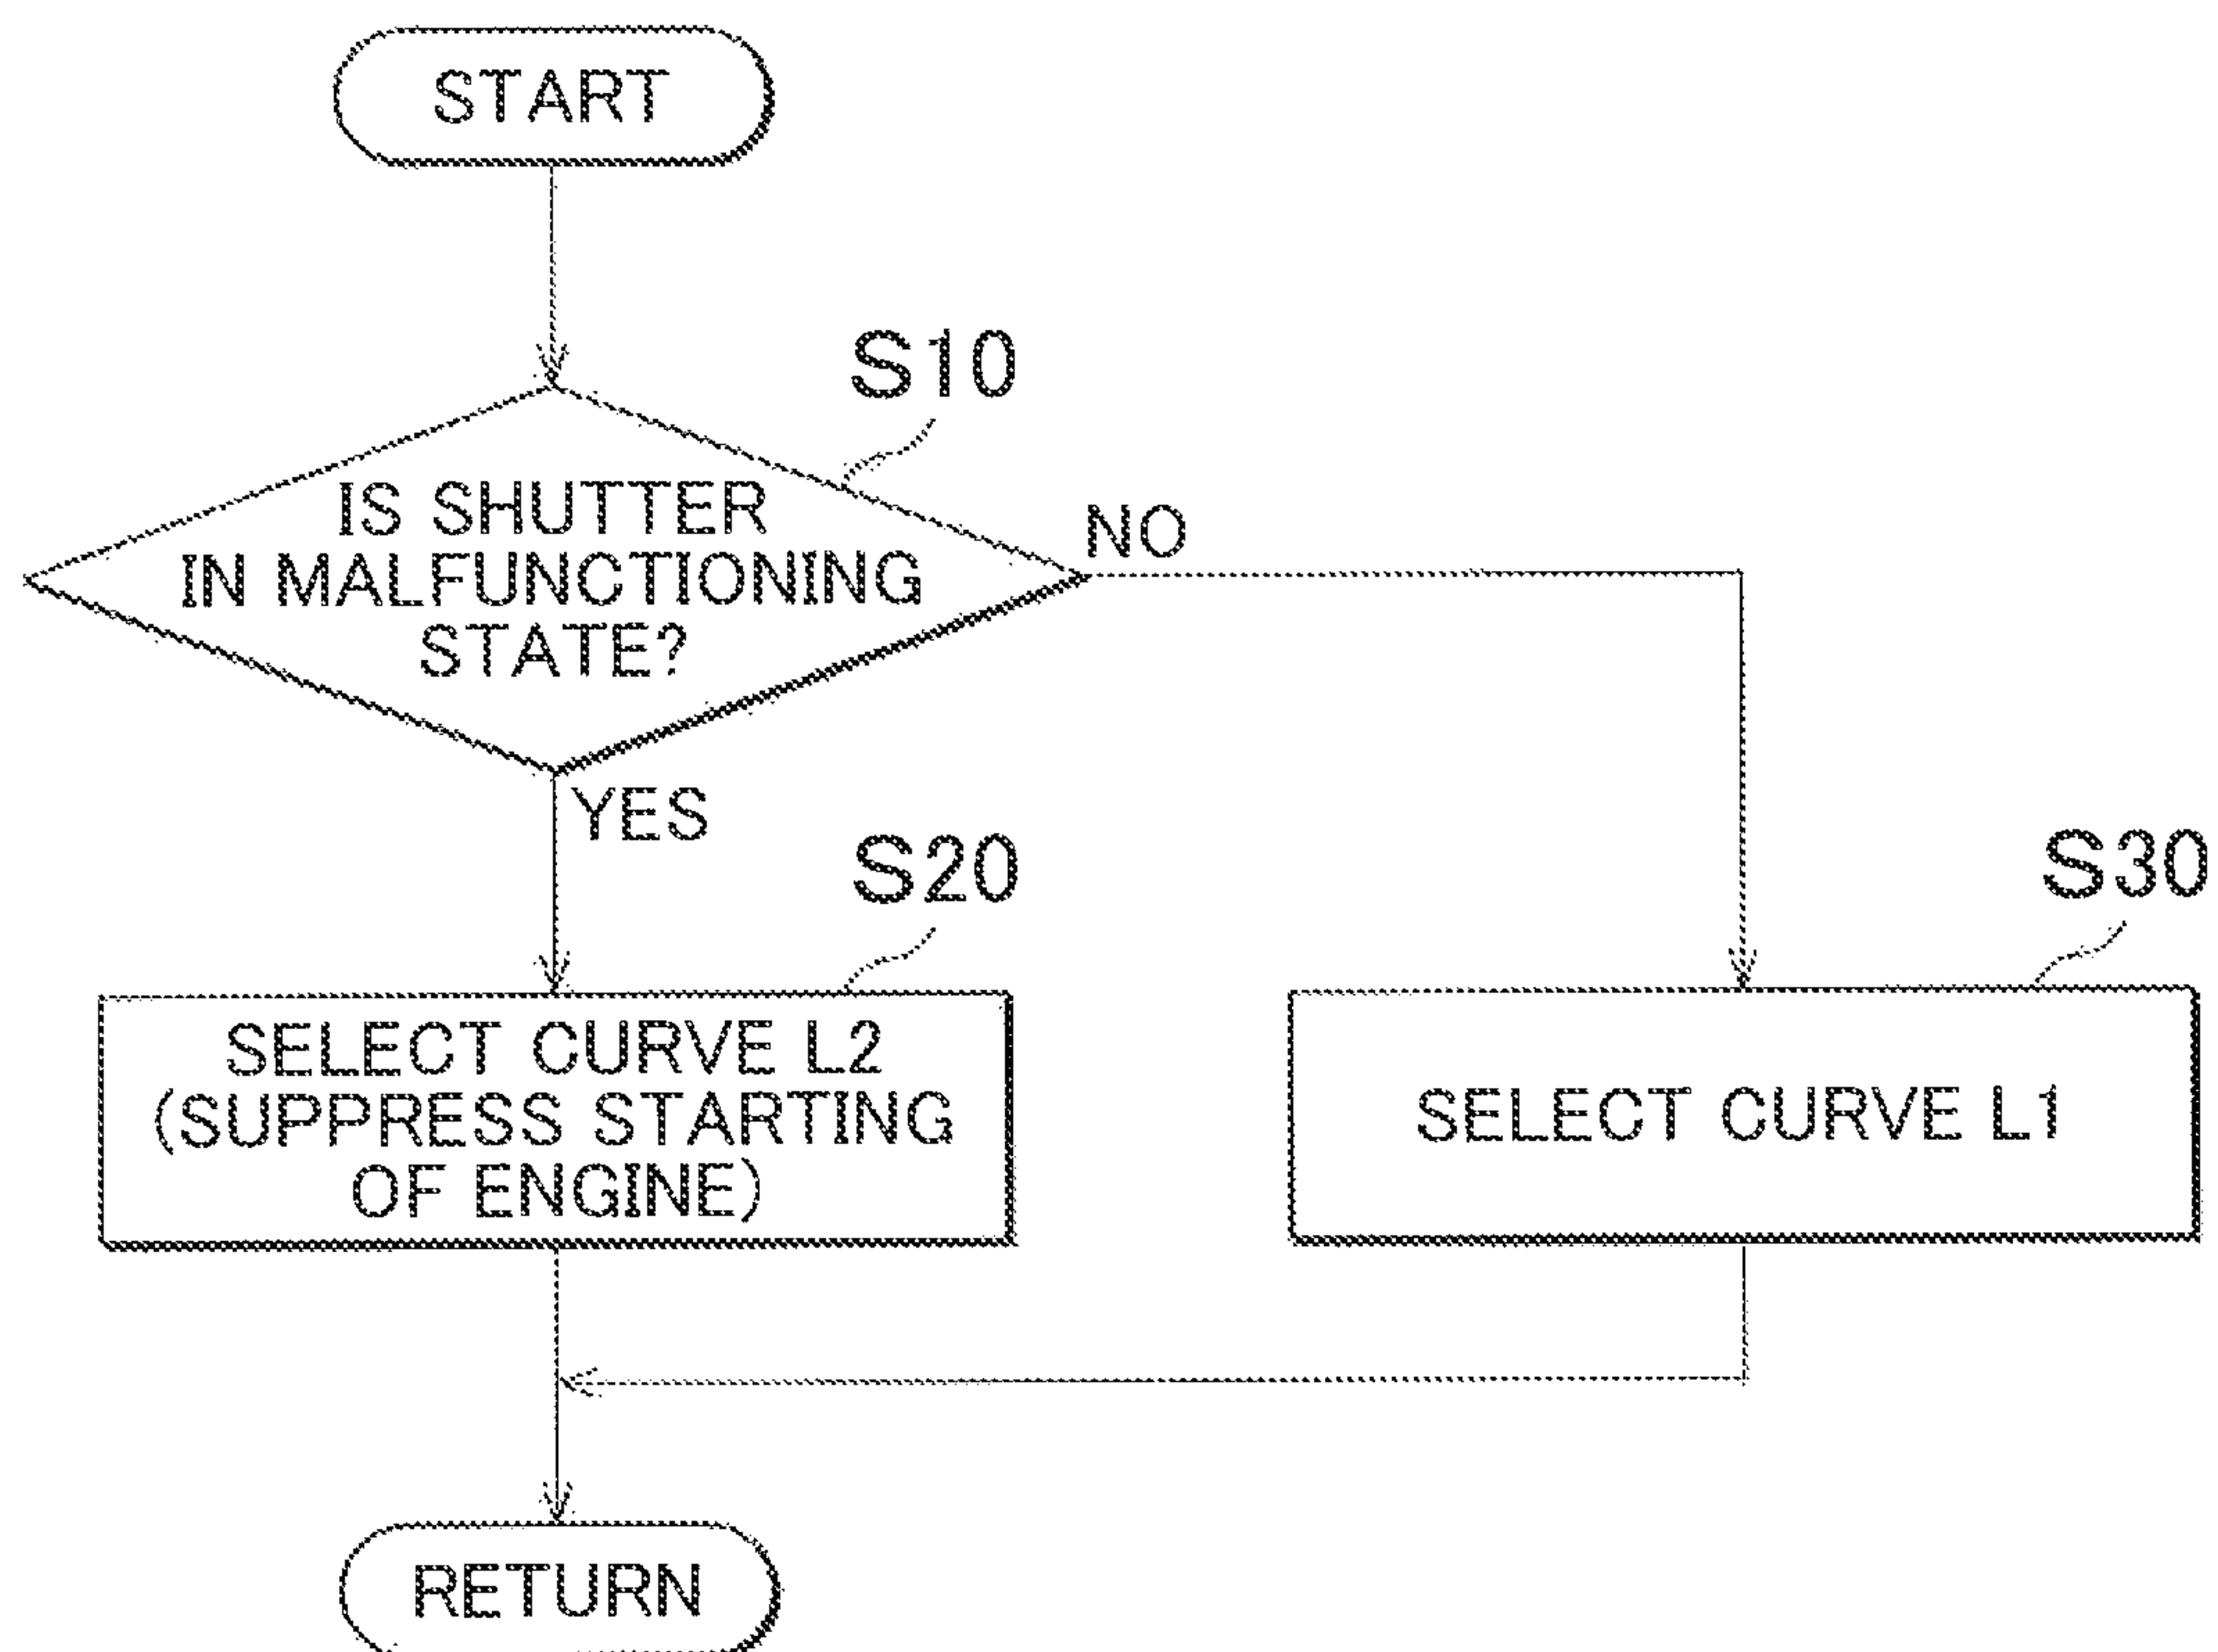 START
S10
IS SHUTTER
IN MALFUNCTIONING
STATE?
NO
YES
S20
S30
SELECT CURVE L2
(SUPPRESS STARTING
OF ENGINE)
SELECT CURVE L1
RETURN